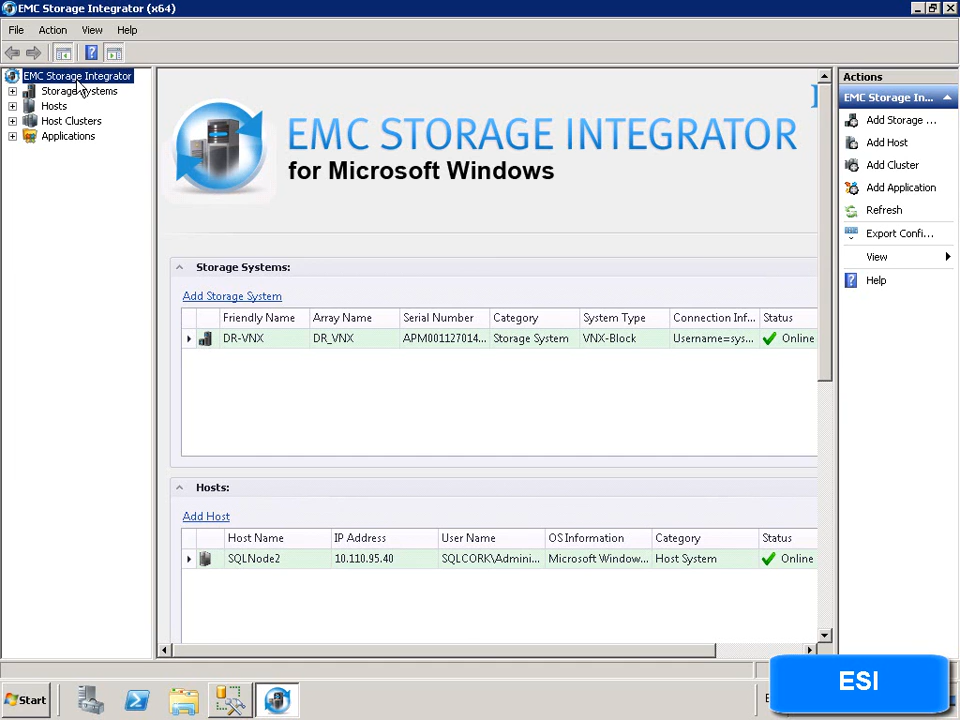 EMC Storage Integrator (x64)
File Action View Help
EMC Storage Integrator
Storage Systems
Hosts
Host Clusters
Applications
EMC STORAGE INTEGRATOR
for Microsoft Windows
Storage Systems:
Add Storage System
Friendly Name Array Name Serial Number Category System Type Connection Inf... Status
DR-VNX DR_VNX APM001127014... Storage System VNX-Block Username=sys... Online
Hosts:
Add Host
Host Name IP Address User Name OS Information Category Status
SQLNode2 10.110.95.40 SQLCORK\Admini... Microsoft Window... Host System Online
Actions
EMC Storage In...
Add Storage ...
Add Host
Add Cluster
Add Application
Refresh
Export Confi...
View
Help
Start
ESI